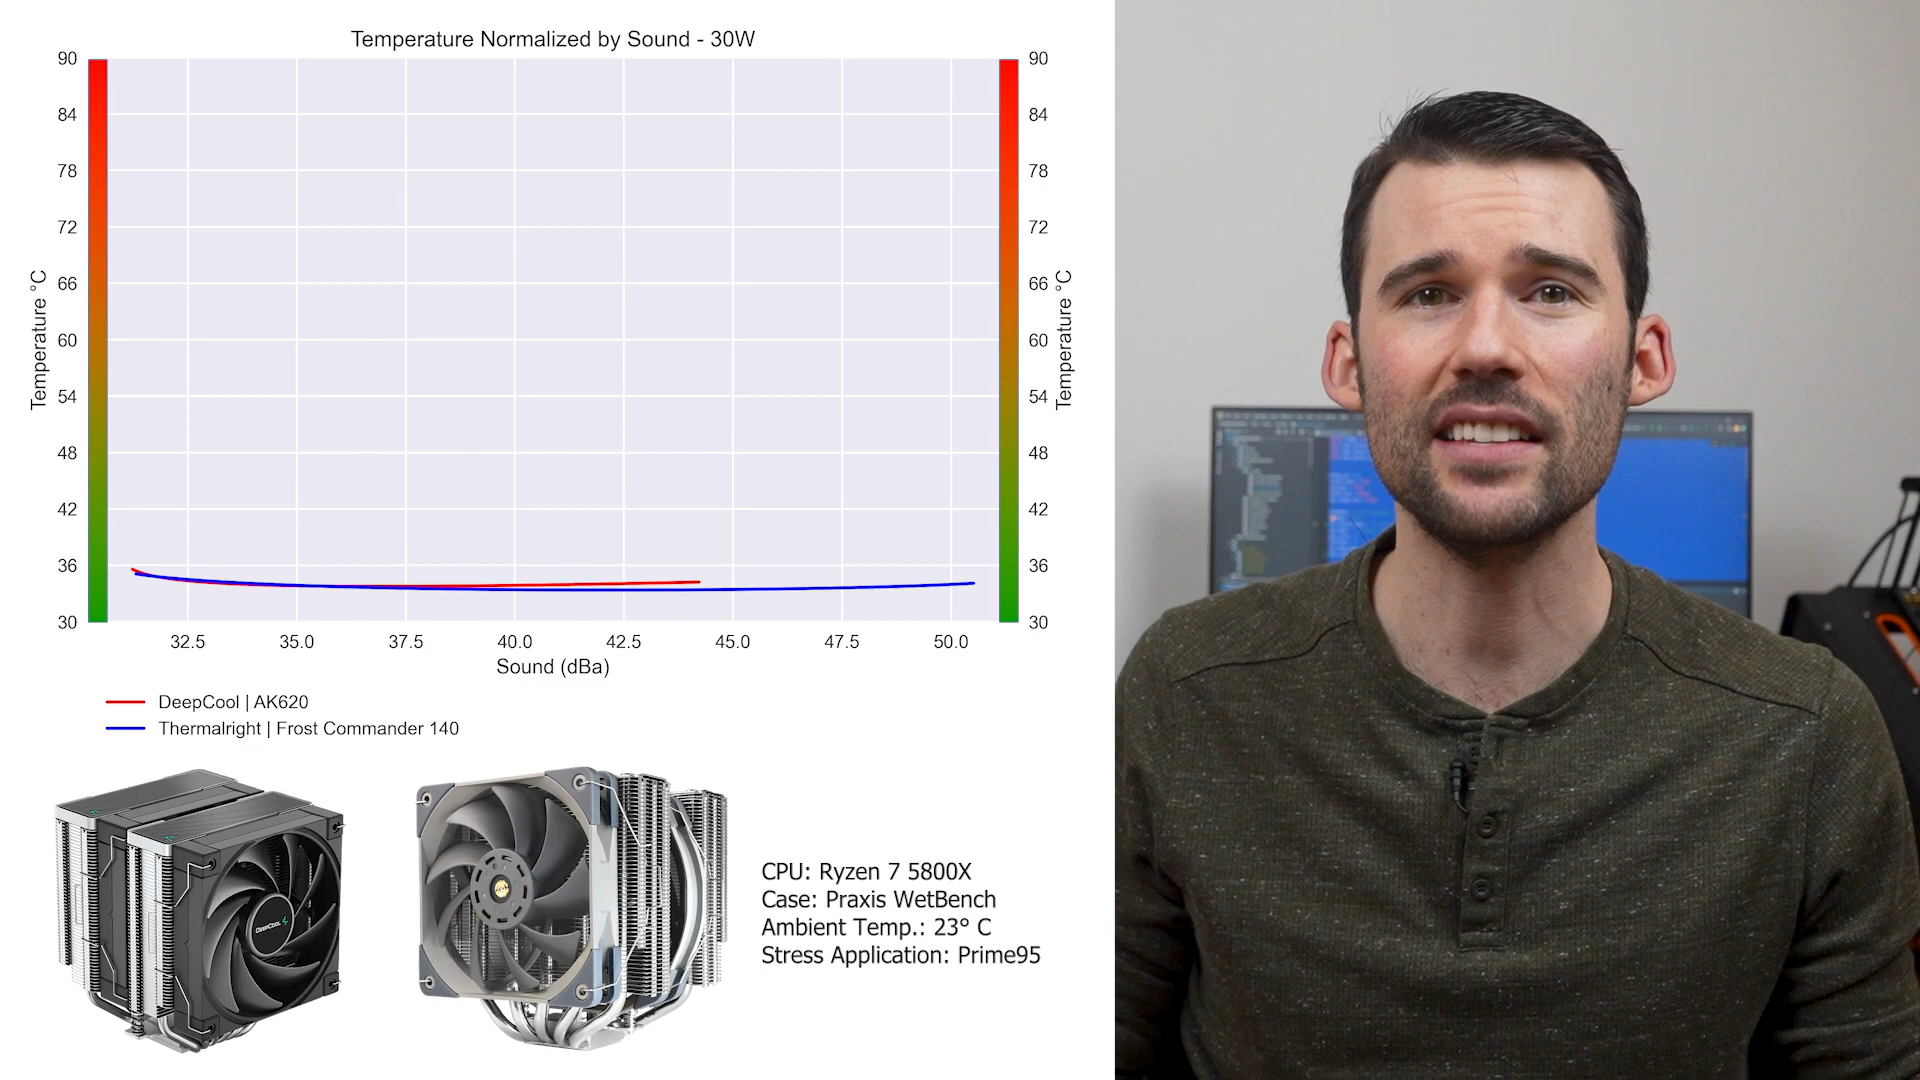 Temperature Normalized by Sound - 30W
90
84
78
72
66
60
54
48
42
36
30
Temperature °C
90
84
78
72
66
60
54
48
42
36
30
Temperature °C
32.5 35.0 37.5 40.0 42.5 45.0 47.5 50.0
Sound (dBa)
DeepCool | AK620
Thermalright | Frost Commander 140
DEEPCOOL
CPU: Ryzen 7 5800X
Case: Praxis WetBench
Ambient Temp.: 23° C
Stress Application: Prime95